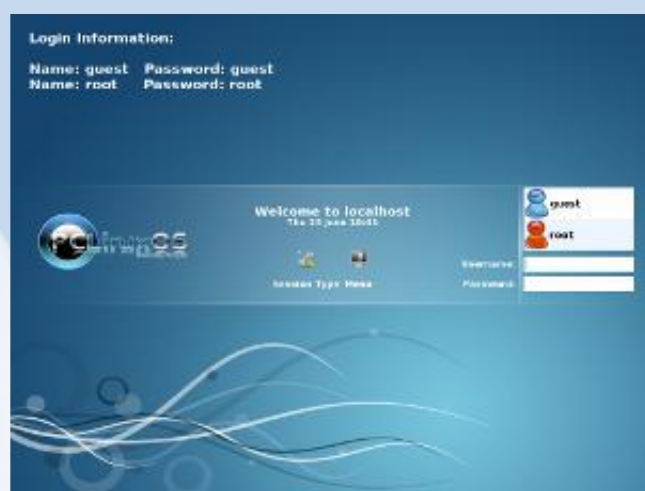 Login Information:
Name: guest Password: guest
Name: root Password: root
PCLinuxOS
Welcome to localhost
guest
root
Session Type Menu
Username:
Password: